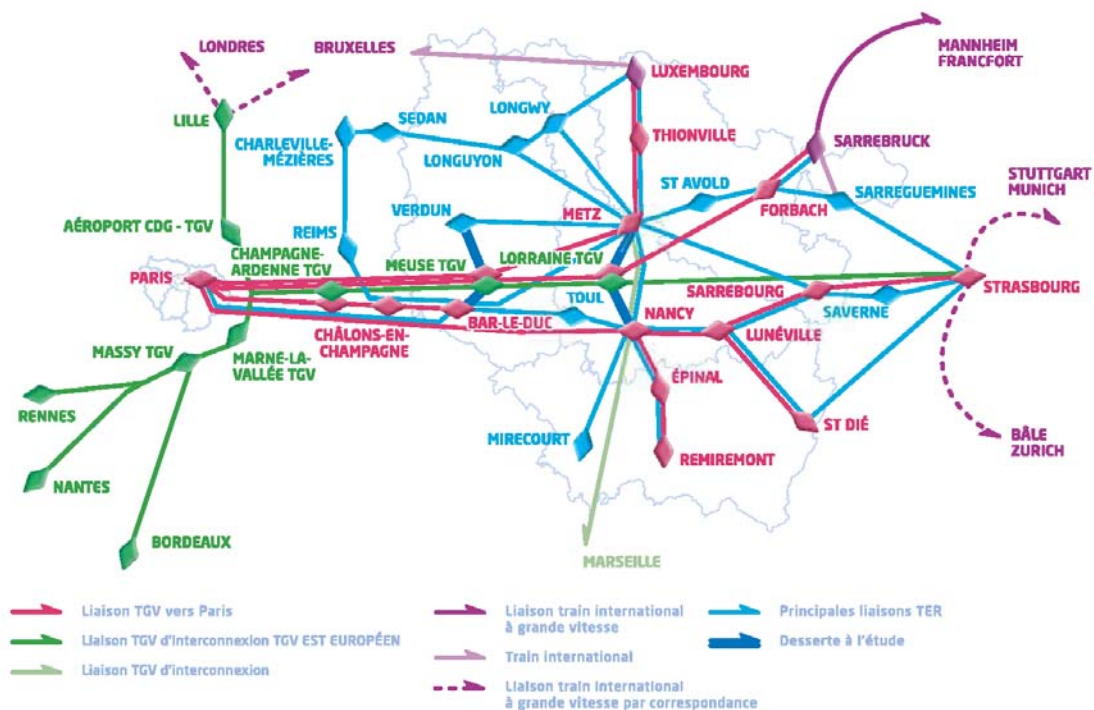 LONDRES
BRUXELLES
MANNHEIM
FRANCFORT
LUXEMBOURG
LILLE
SEDAN
LONGWY
CHARLEVILLE-
MÉZIÈRES
THIONVILLE
SARREBRUCK
LONGUYON
STUTTGART
MUNICH
ST AVOLD
SARREGUEMINES
VERDUN
METZ
FORBACH
AÉROPORT CDG - TGV
REIMS
CHAMPAGNE-
ARDENNE TGV
LORRAINE TGV
MEUSE TGV
PARIS
SARREBOURG
STRASBOURG
TOUL
SAVERNE
BAR-LE-DUC
NANCY
CHÂLONS-EN-
CHAMPAGNE
LUNÉVILLE
MASSY TGV
MARNE-LA-
VALLÉE TGV
ÉPINAL
RENNES
ST DIÉ
MIRECOURT
BÂLE
ZURICH
REMIREMONT
NANTES
BORDEAUX
MARSEILLE
Liaison TGV vers Paris
Liaison TGV d'interconnexion TGV EST EUROPÉEN
Liaison TGV d'interconnexion
Liaison train international
à grande vitesse
Train international
Liaison train international
à grande vitesse par correspondance
Principales liaisons TER
Desserte à l'étude